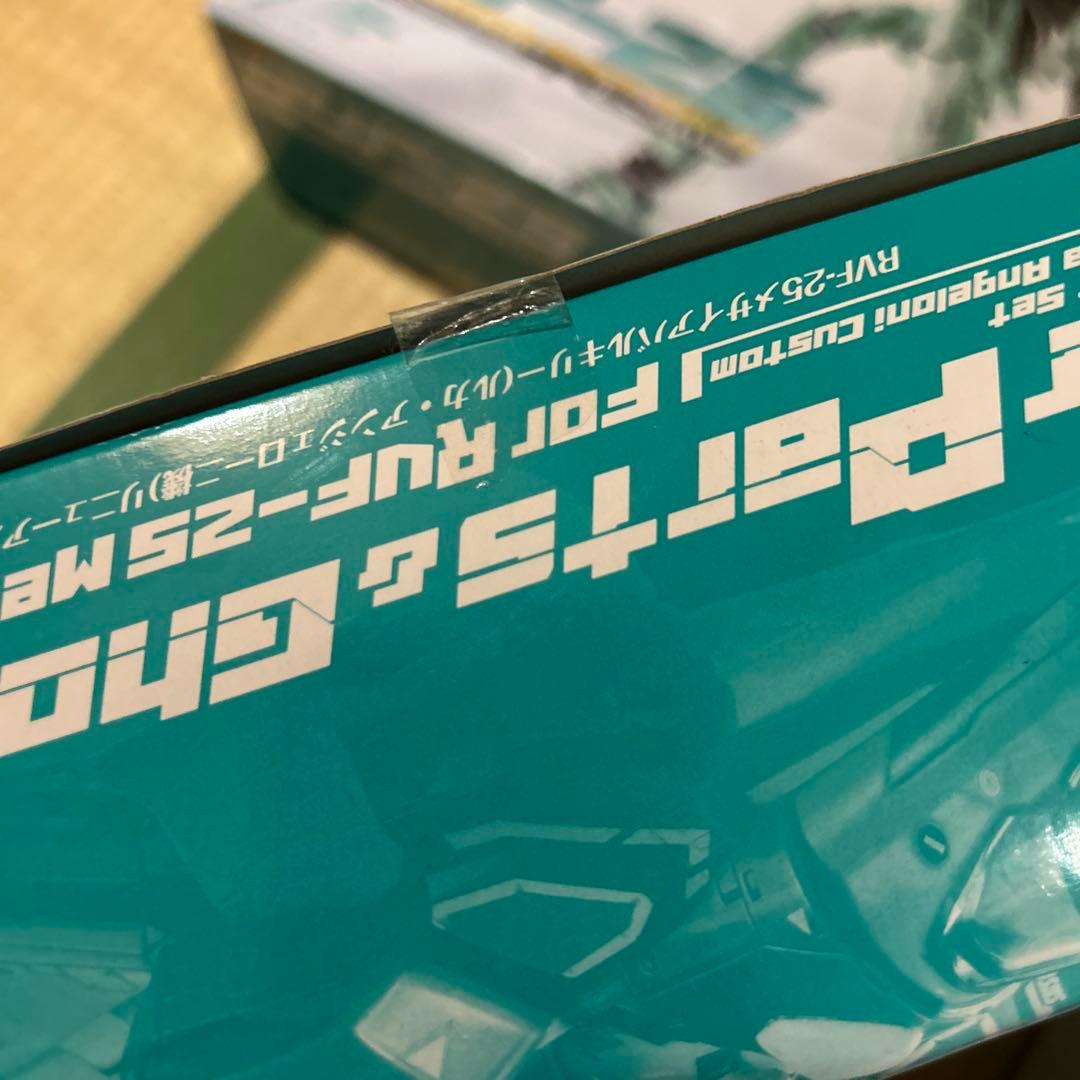 r Parts & Gho
Set
a Angeloni Custom」 For RVF-25 Me
RVF-25メサイアバルキリー(ルカ・アンジェローニ機)リニューア